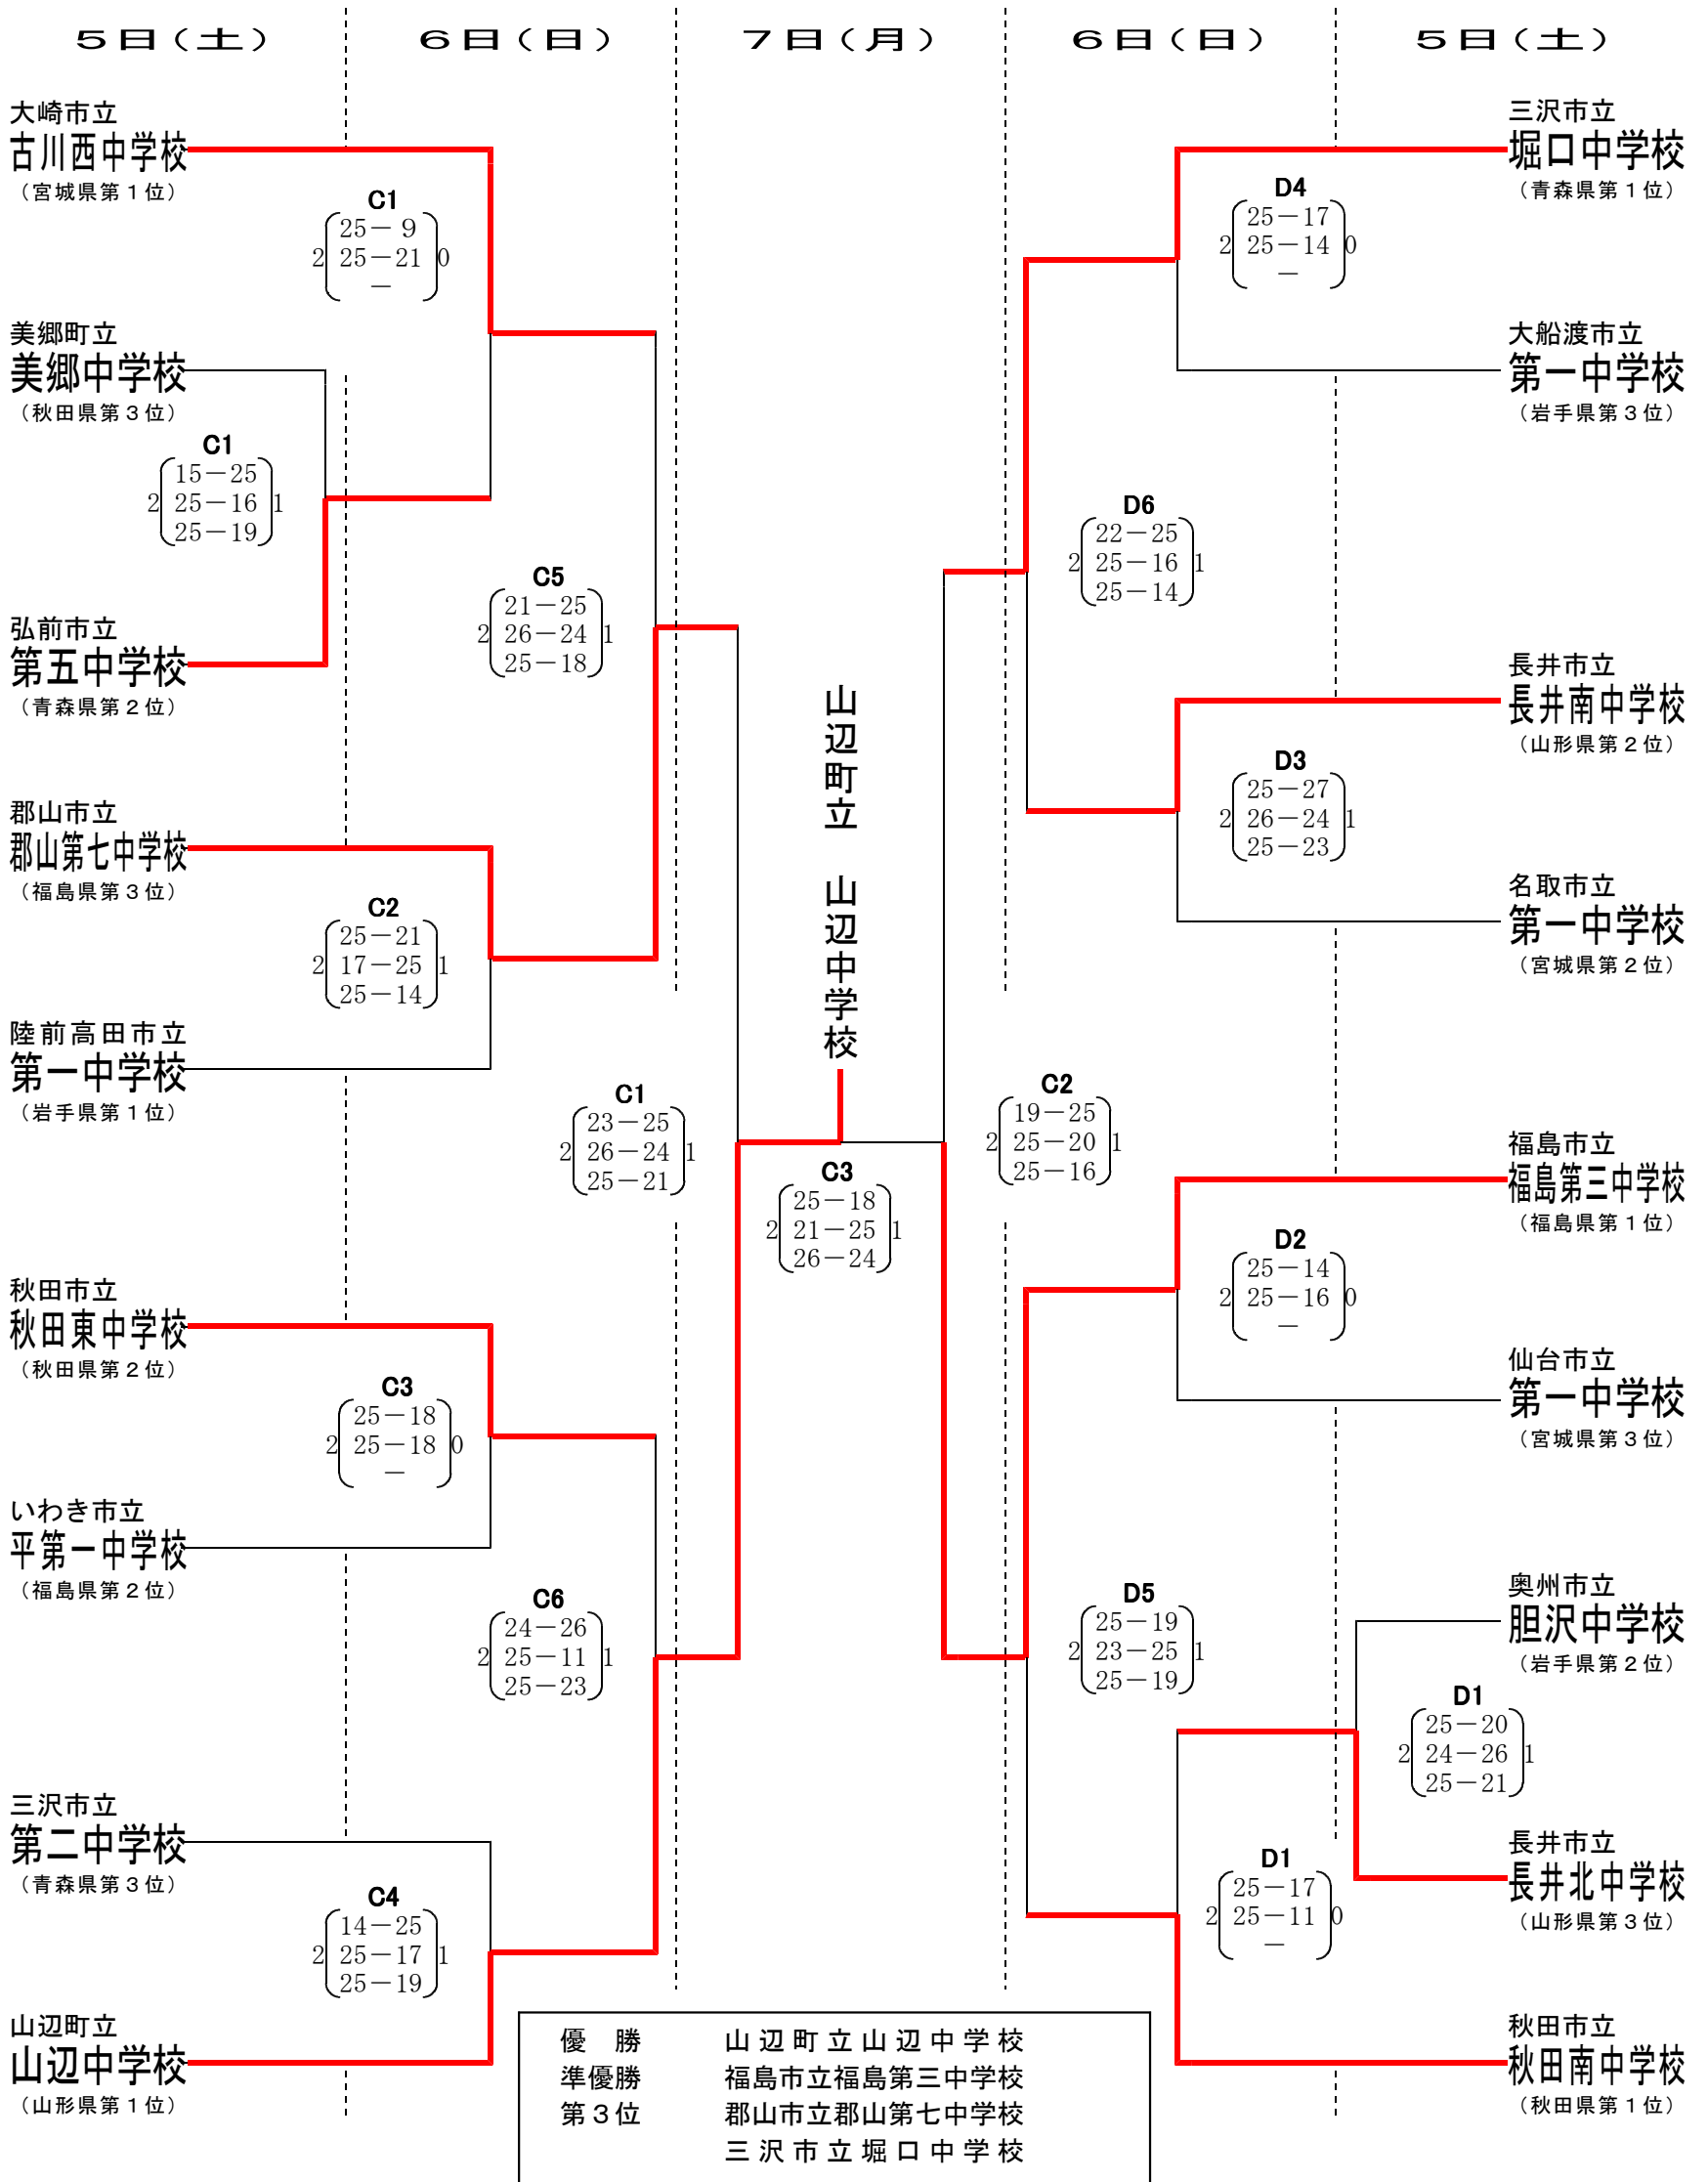 5日(土)
6日(日)
7日(月)
6日(日)
5日(土)
大崎市立
古川西中学校
（宮城県第1位）
C1
25－ 9
2 25－21 0
－
美郷町立
美郷中学校
（秋田県第3位）
C1
15－25
2 25－16 1
25－19
弘前市立
第五中学校
（青森県第2位）
C5
21－25
2 26－24 1
25－18
郡山市立
郡山第七中学校
（福島県第3位）
C2
25－21
2 17－25 1
25－14
陸前高田市立
第一中学校
（岩手県第1位）
C1
23－25
2 26－24 1
25－21
秋田市立
秋田東中学校
（秋田県第2位）
C3
25－18
2 25－18 0
－
いわき市立
平第一中学校
（福島県第2位）
C6
24－26
2 25－11 1
25－23
三沢市立
第二中学校
（青森県第3位）
C4
14－25
2 25－17 1
25－19
山辺町立
山辺中学校
（山形県第1位）
山辺町立　山辺中学校
C3
25－18
2 21－25 1
26－24
三沢市立
堀口中学校
（青森県第1位）
D4
25－17
2 25－14 0
－
大船渡市立
第一中学校
（岩手県第3位）
D6
22－25
2 25－16 1
25－14
長井市立
長井南中学校
（山形県第2位）
D3
25－27
2 26－24 1
25－23
名取市立
第一中学校
（宮城県第2位）
C2
19－25
2 25－20 1
25－16
福島市立
福島第三中学校
（福島県第1位）
D2
25－14
2 25－16 0
－
仙台市立
第一中学校
（宮城県第3位）
D5
25－19
2 23－25 1
25－19
奥州市立
胆沢中学校
（岩手県第2位）
D1
25－20
2 24－26 1
25－21
長井市立
長井北中学校
（山形県第3位）
D1
25－17
2 25－11 0
－
秋田市立
秋田南中学校
（秋田県第1位）
優　勝　山辺町立山辺中学校
準優勝　福島市立福島第三中学校
第3位　郡山市立郡山第七中学校
三沢市立堀口中学校